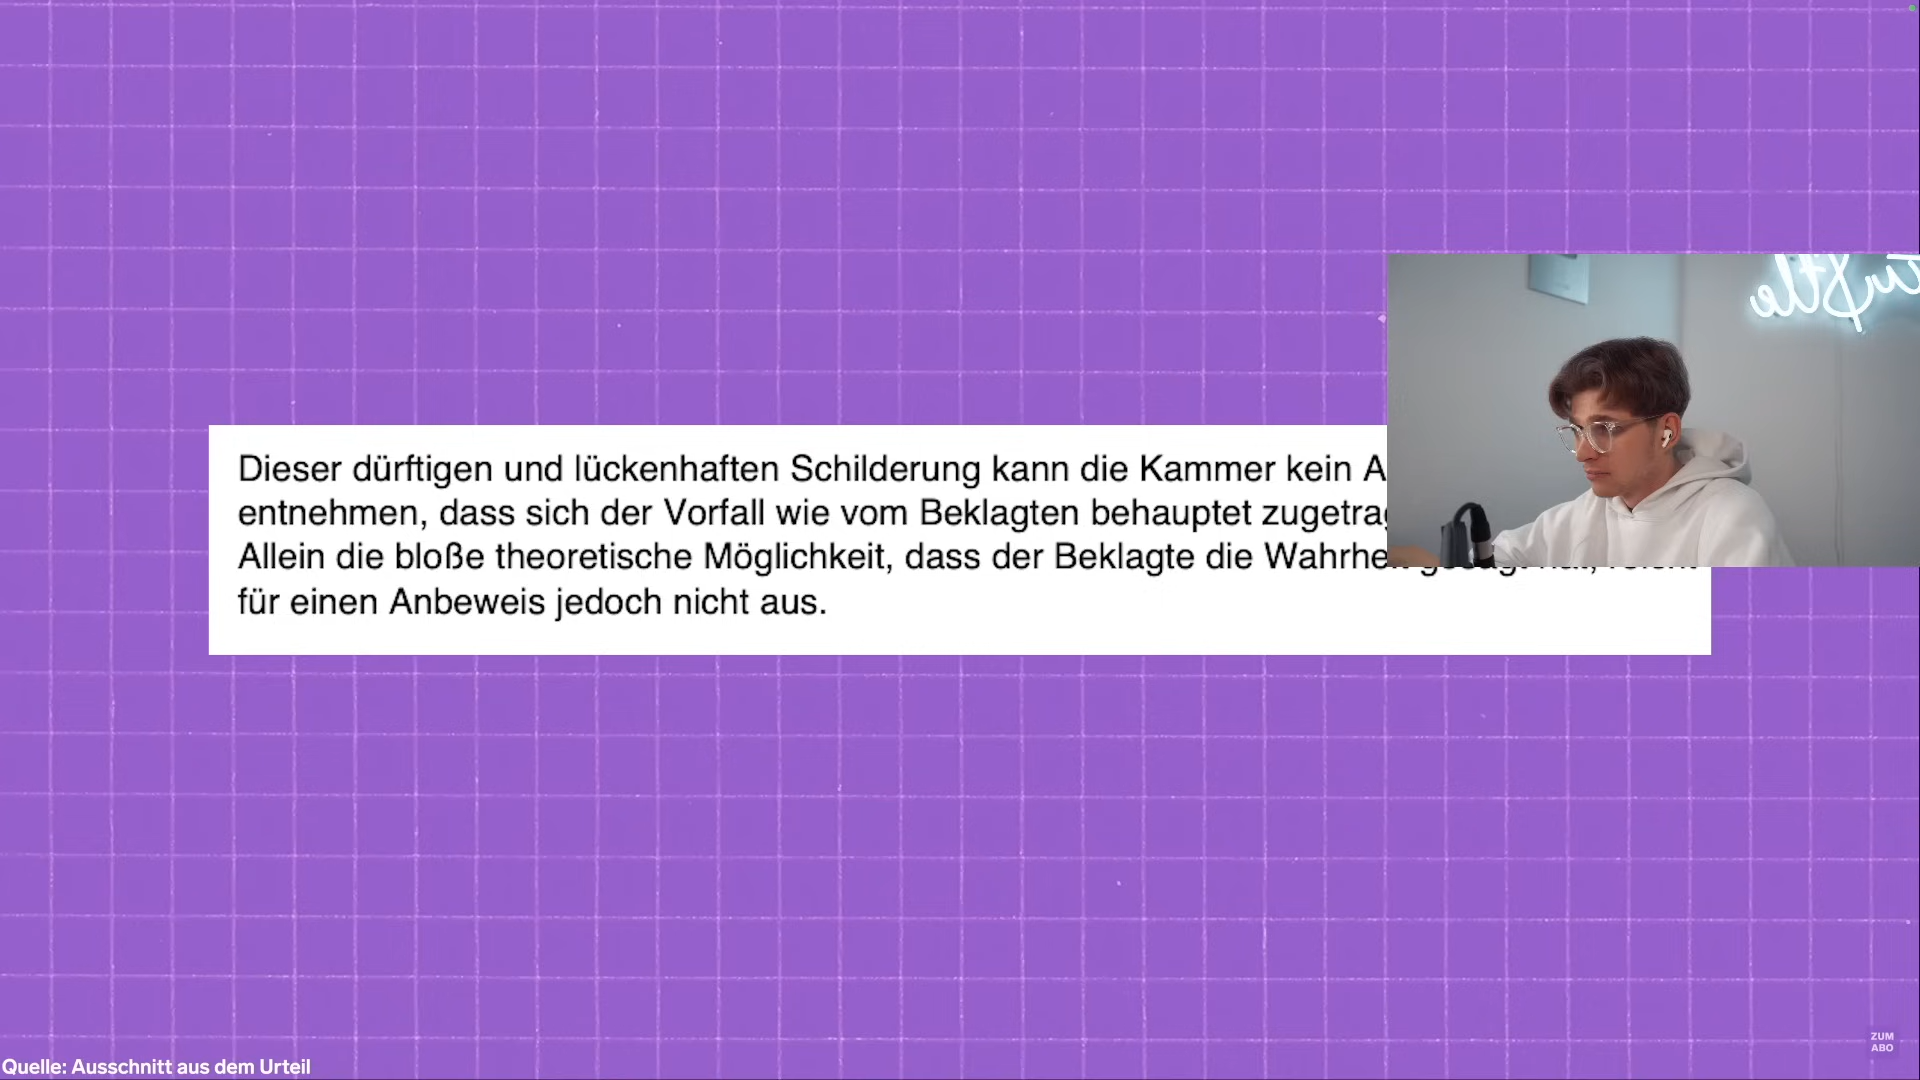 Dieser dürftigen und lückenhaften Schilderung kann die Kammer kein
entnehmen, dass sich der Vorfall wie vom Beklagten behauptet
Allein die bloße theoretische Möglichkeit, dass der Beklagte die
für einen Anbeweis jedoch nicht aus.
ZUM
ABO
Quelle: Ausschnitt aus dem Urteil